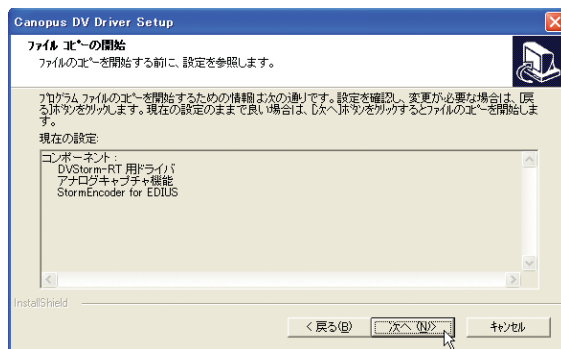 Canopus DV Driver Setup
ファイル コピーの開始
ファイルのコピーを開始する前に、設定を参照します。
プログラム ファイルのコピーを開始するための情報は次の通りです。設定を確認し、変更が必要な場合は、[戻
る]ボタンをクリックします。現在の設定のままで良い場合は、[次へ]ボタンをクリックするとファイルのコピーを開始しま
す。
現在の設定:
コンポーネント:
DVStorm-RT 用ドライバ
アナログキャプチャ機能
StormEncoder for EDIUS
InstallShield
< 戻る(B)
次へ (N)>
キャンセル